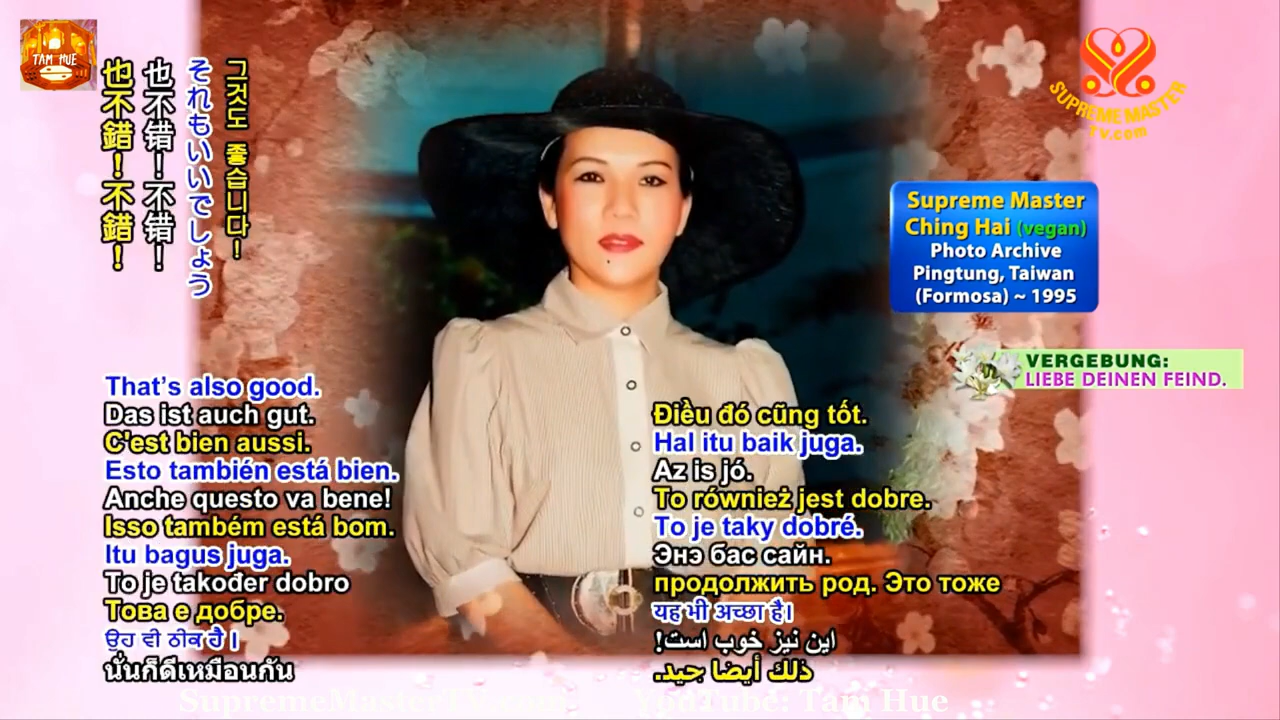 TAM HUE
也不錯！不錯！
也不错！不错！
それもいいでしょう
그것도 좋습니다!
SUPREME MASTER
TV.com
Supreme Master
Ching Hai (vegan)
Photo Archive
Pingtung, Taiwan
(Formosa) ~ 1995
VERGEBUNG:
LIEBE DEINEN FEIND.
That's also good.
Das ist auch gut.
C'est bien aussi.
Esto también está bien.
Anche questo va bene!
Isso também está bom.
Itu bagus juga.
To je također dobro
Това е добре.
ਉਹ ਵੀ ਠੀਕ ਹੈ।
นั่นก็ดีเหมือนกัน
Điều đó cũng tốt.
Hal itu baik juga.
Az is jó.
To również jest dobre.
To je taky dobré.
Энэ бас сайн.
продолжить род. Это тоже
यह भी अच्छा है।
این نیز خوب است!
ذلك أيضا جيد.
YouTube: Tam Hue